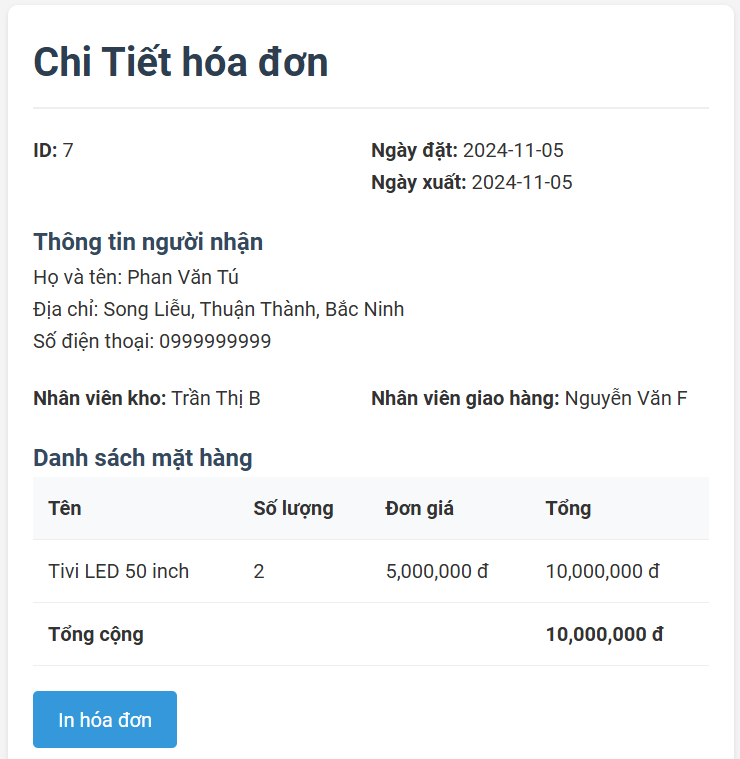 Chi Tiết hóa đơn
ID: 7
Ngày đặt: 2024-11-05
Ngày xuất: 2024-11-05
Thông tin người nhận
Họ và tên: Phan Văn Tú
Địa chỉ: Song Liễu, Thuận Thành, Bắc Ninh
Số điện thoại: 0999999999
Nhân viên kho: Trần Thị B Nhân viên giao hàng: Nguyễn Văn F
Danh sách mặt hàng
Tên Số lượng Đơn giá Tổng
Tivi LED 50 inch 2 5,000,000 đ 10,000,000 đ
Tổng cộng 10,000,000 đ
In hóa đơn